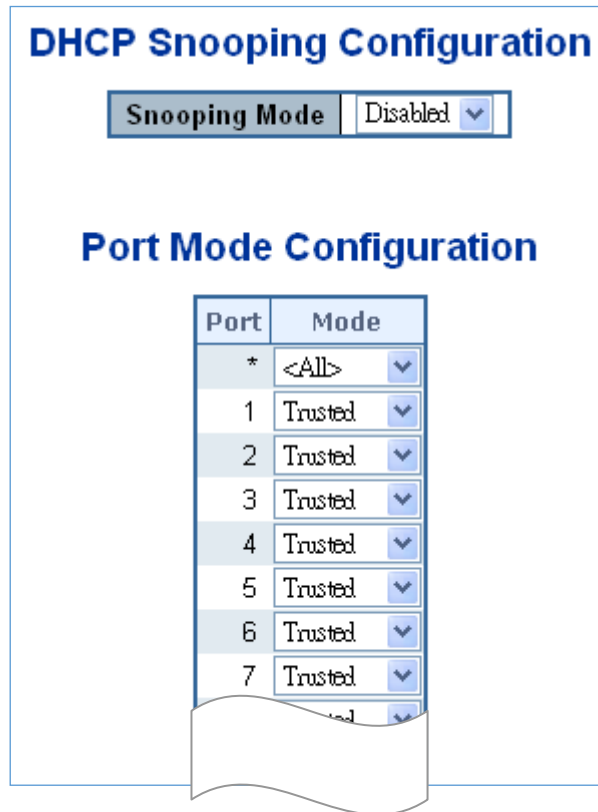 DHCP Snooping Configuration
Snooping Mode Disabled
Port Mode Configuration
Port Mode
* <All>
1 Trusted
2 Trusted
3 Trusted
4 Trusted
5 Trusted
6 Trusted
7 Trusted